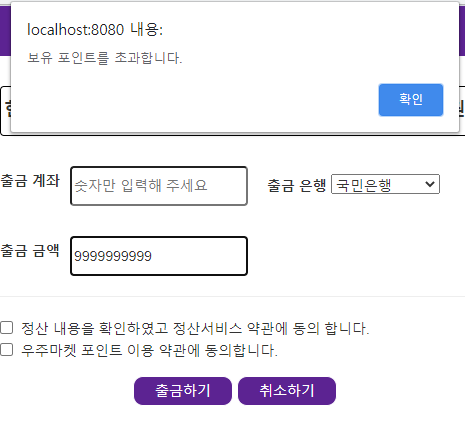 localhost:8080 내용:
보유 포인트를 초과합니다.
확인
출금 계좌 숫자만 입력해 주세요 출금 은행 국민은행
출금 금액 9999999999
정산 내용을 확인하였고 정산서비스 약관에 동의 합니다.
우주마켓 포인트 이용 약관에 동의합니다.
출금하기 취소하기